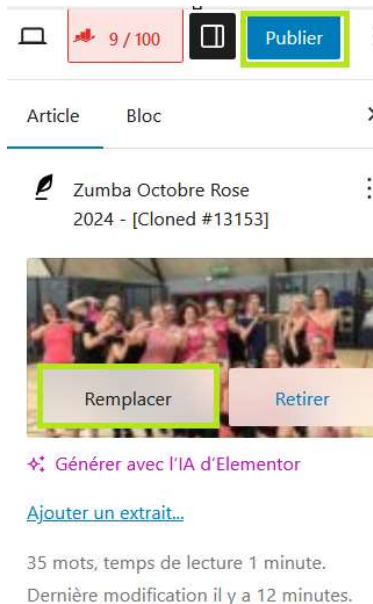 9 / 100
Publier
Article Bloc
Zumba Octobre Rose
2024 - [Cloned #13153]
Remplacer Retirer
Générer avec l'IA d'Elementor
Ajouter un extrait...
35 mots, temps de lecture 1 minute.
Dernière modification il y a 12 minutes.